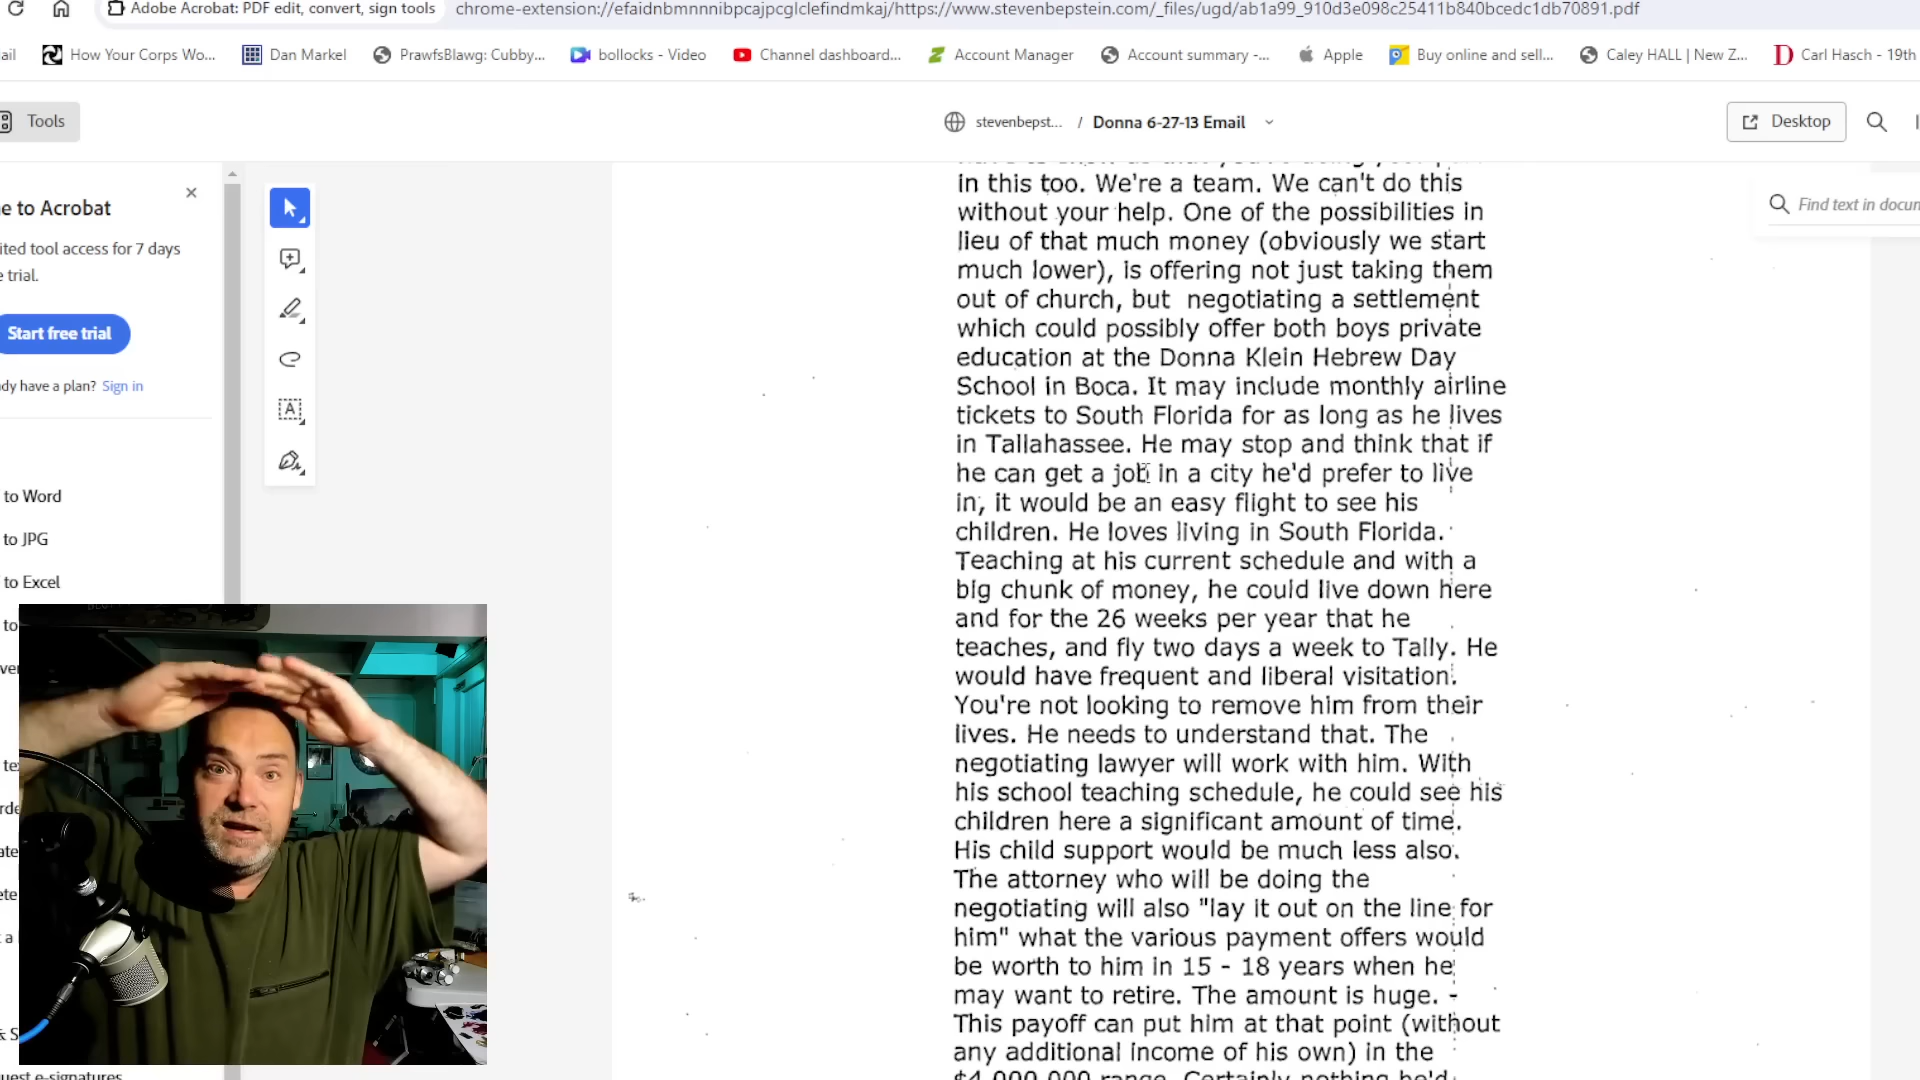 Adobe Acrobat: PDF edit, convert, sign tools
chrome-extension://efaidnbmnnnibpcajpcglclefindmkaj/https://www.stevenbepstein.com/_files/ugd/ab1a99_910d3e098c25411b840bcedc1db70891.pdf
ail
How Your Corps Wo...
Dan Markel
PrawfsBlawg: Cubby...
bollocks - Video
Channel dashboard...
Account Manager
Account summary -...
Apple
Buy online and sell...
Caley HALL | New Z...
Carl Hasch - 19th
Tools
stevenbepst... / Donna 6-27-13 Email
Desktop
Find text in docun
e to Acrobat
ited tool access for 7 days
e trial.
Start free trial
dy have a plan? Sign in
to Word
to JPG
to Excel
to
quest e-signatures
in this too. We're a team. We can't do this
without your help. One of the possibilities in
lieu of that much money (obviously we start
much lower), is offering not just taking them
out of church, but negotiating a settlement
which could possibly offer both boys private
education at the Donna Klein Hebrew Day
School in Boca. It may include monthly airline
tickets to South Florida for as long as he lives
in Tallahassee. He may stop and think that if
he can get a job in a city he'd prefer to live
in, it would be an easy flight to see his
children. He loves living in South Florida.
Teaching at his current schedule and with a
big chunk of money, he could live down here
and for the 26 weeks per year that he
teaches, and fly two days a week to Tally. He
would have frequent and liberal visitation.
You're not looking to remove him from their
lives. He needs to understand that. The
negotiating lawyer will work with him. With
his school teaching schedule, he could see his
children here a significant amount of time.
His child support would be much less also.
The attorney who will be doing the
negotiating will also "lay it out on the line for
him" what the various payment offers would
be worth to him in 15 - 18 years when he
may want to retire. The amount is huge. -
This payoff can put him at that point (without
any additional income of his own) in the
$4,000,000 range. Certainly nothing he'd